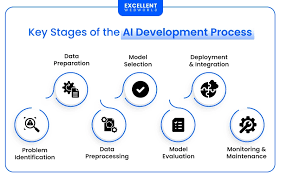 EXCELLENT
WEBWORLD
Key Stages of the AI Development Process
Data
Preparation
Model
Selection
Deployment
& Integration
Problem
Identification
Data
Preprocessing
Model
Evaluation
Monitoring &
Maintenance